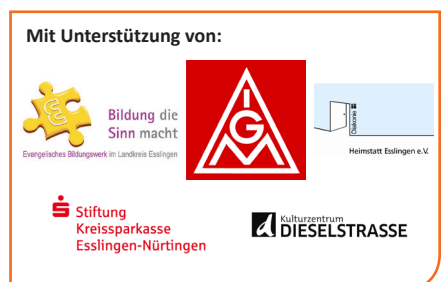 Mit Unterstützung von:
Bildung die
Sinn macht
Evangelisches Bildungswerk im Landkreis Esslingen
IGM
Diakonie
Heimstatt Esslingen e.V.
Stiftung
Kreissparkasse
Esslingen-Nürtingen
Kulturzentrum
DIESELSTRASSE